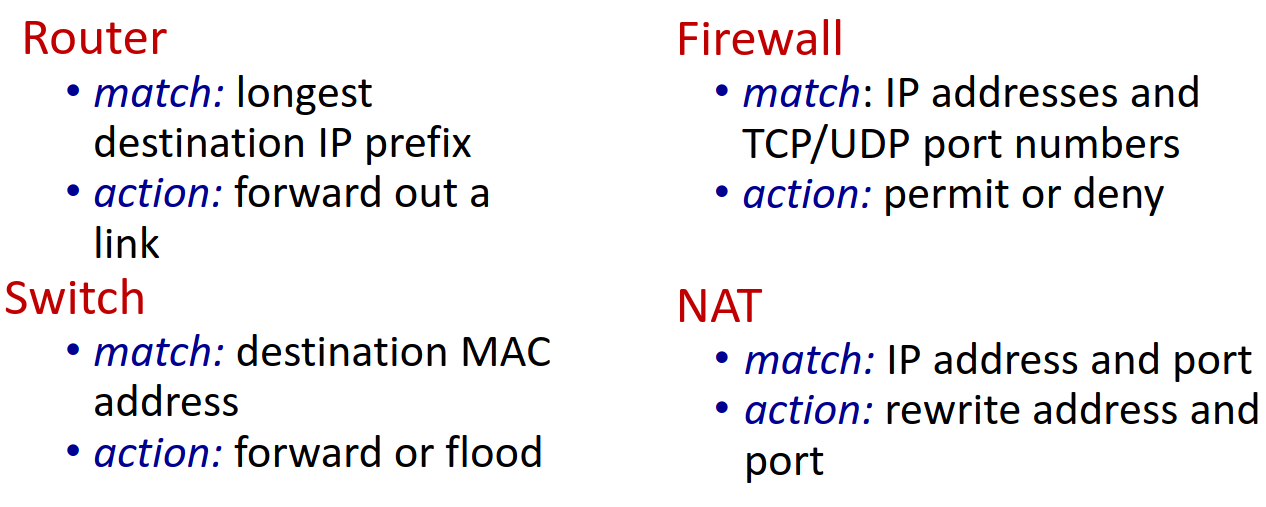 Router
• match: longest
destination IP prefix
• action: forward out a
link
Switch
• match: destination MAC
address
• action: forward or flood
Firewall
• match: IP addresses and
TCP/UDP port numbers
• action: permit or deny
NAT
• match: IP address and port
• action: rewrite address and
port